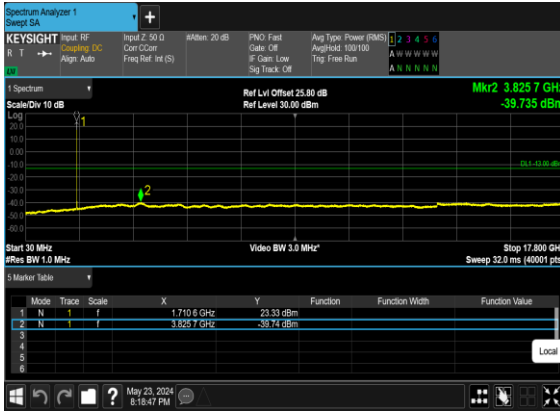 Spectrum Analyzer 1
Swept SA
+
KEYSIGHT Input: RF Input Z: 50 Ω #Atten: 20 dB PNO: Fast Avg Type: Power (RMS) 1 2 3 4 5 6
R T Coupling: DC Corr CCorr Gate: Off Avg|Hold: 100/100 A W W W W W
Align: Auto Freq Ref: Int (S) IF Gain: Low Trig: Free Run
Sig Track: Off A N N N N N
1 Spectrum Ref Lvl Offset 25.80 dB Mkr2 3.825 7 GHz
Scale/Div 10 dB Ref Level 30.00 dBm -39.735 dBm
Log
20.0 1
10.0
0.00
-10.0 DL1 -13.00 dBm
-20.0
-30.0 2
-40.0
-50.0
-60.0
Start 30 MHz Video BW 3.0 MHz* Stop 17.800 GHz
#Res BW 1.0 MHz Sweep 32.0 ms (40001 pts)
5 Marker Table
Mode Trace Scale X Y Function Function Width Function Value
1 N 1 f 1.710 6 GHz 23.33 dBm
2 N 1 f 3.825 7 GHz -39.74 dBm
3
4
5
6
Local
? May 23, 2024
8:18:47 PM